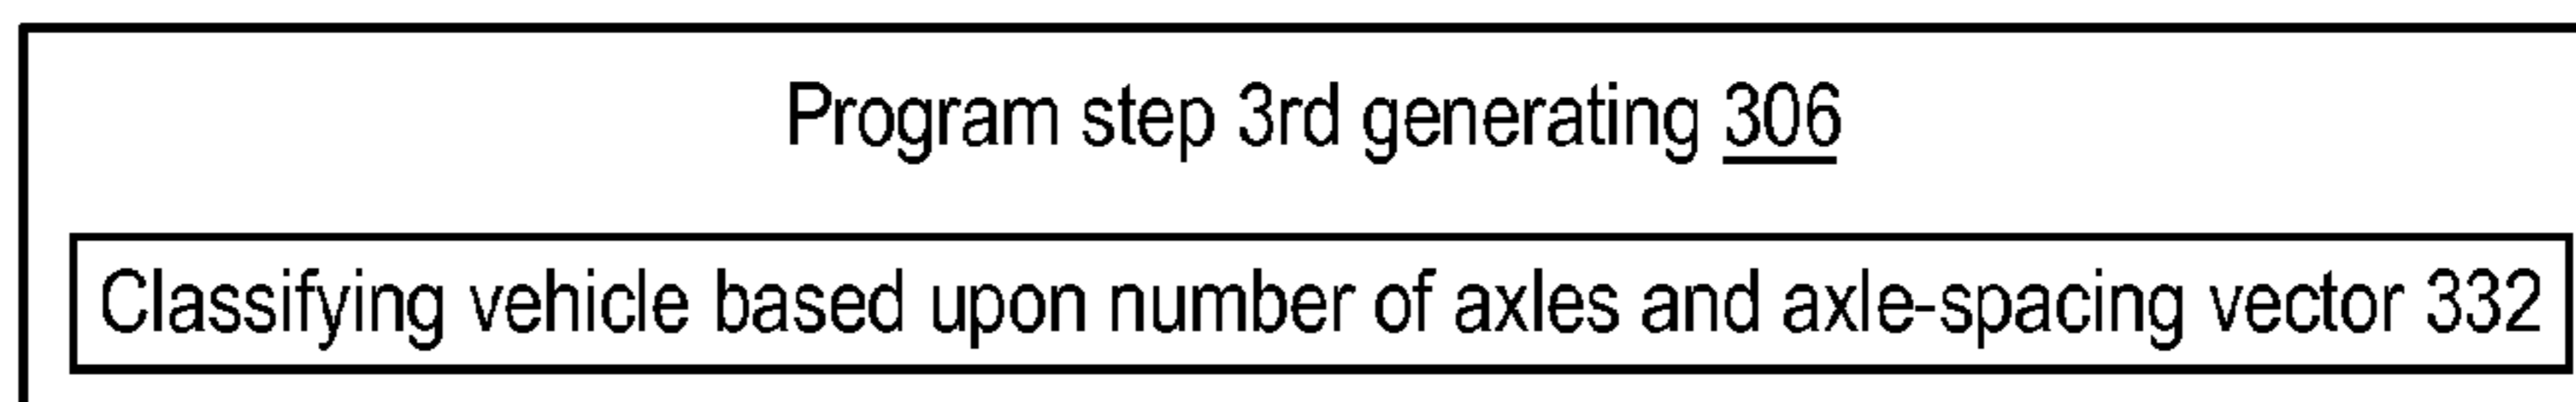 Program step 3rd generating 306
Classifying vehicle based upon number of axles and axle-spacing vector 332